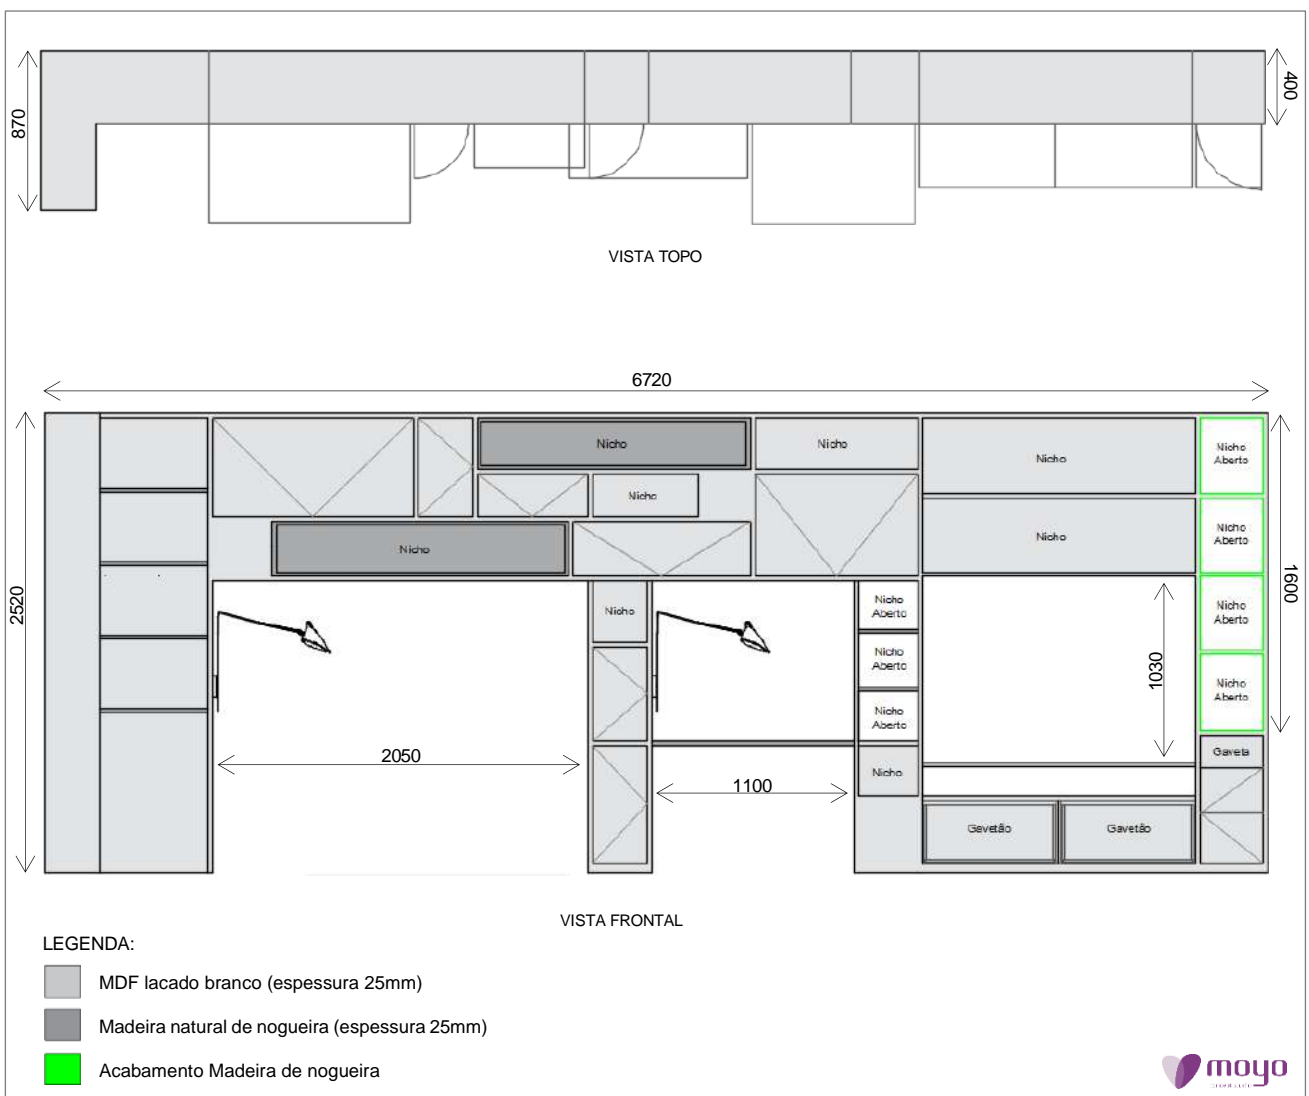 870
400
VISTA TOPO
6720
2520
Nicho
Nicho
Nicho
Nicho
Aberto
Nicho
Nicho
Nicho
Aberto
Nicho
Nicho
Aberto
Nicho
Nicho
Aberto
Nicho
Aberto
Nicho
Aberto
Nicho
Aberto
1600
1030
2050
1100
Nicho
Gaveta
Gavetão
Gavetão
VISTA FRONTAL
LEGENDA:
MDF lacado branco (espessura 25mm)
Madeira natural de nogueira (espessura 25mm)
Acabamento Madeira de nogueira
moyo